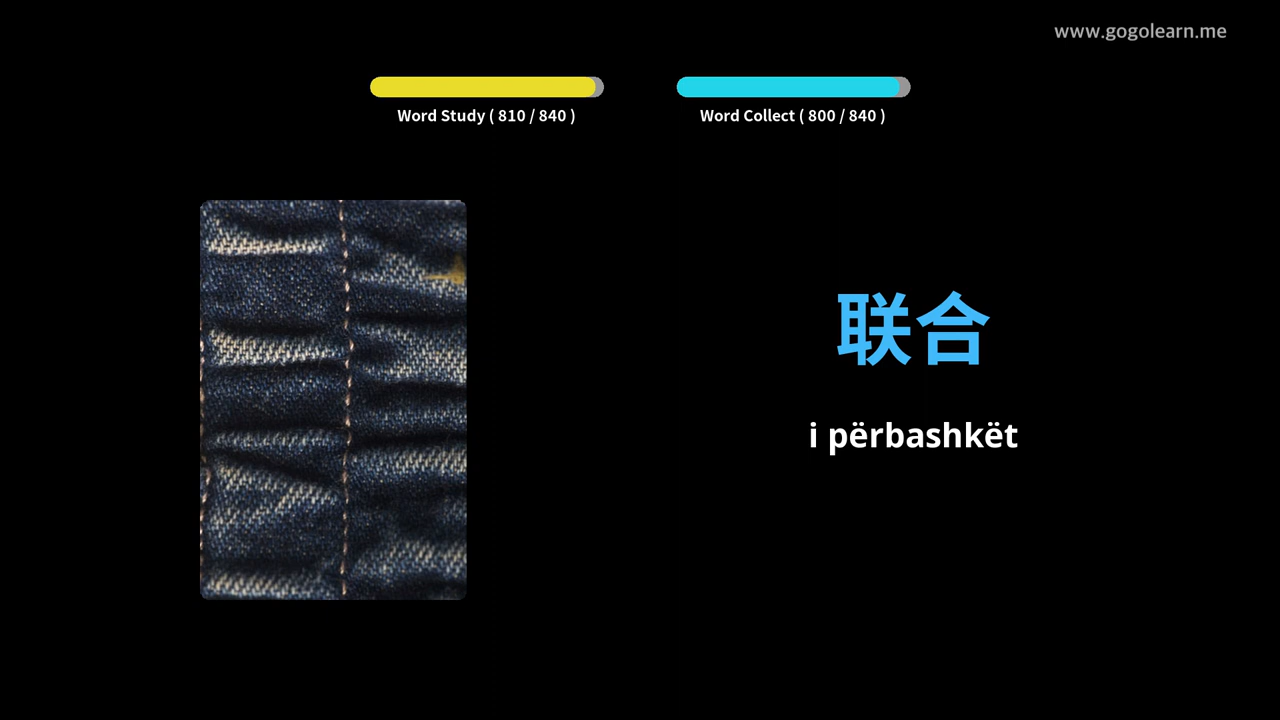 www.gogolearn.me
Word Study ( 810 / 840 )
Word Collect ( 800 / 840 )
联合
i përbashkët